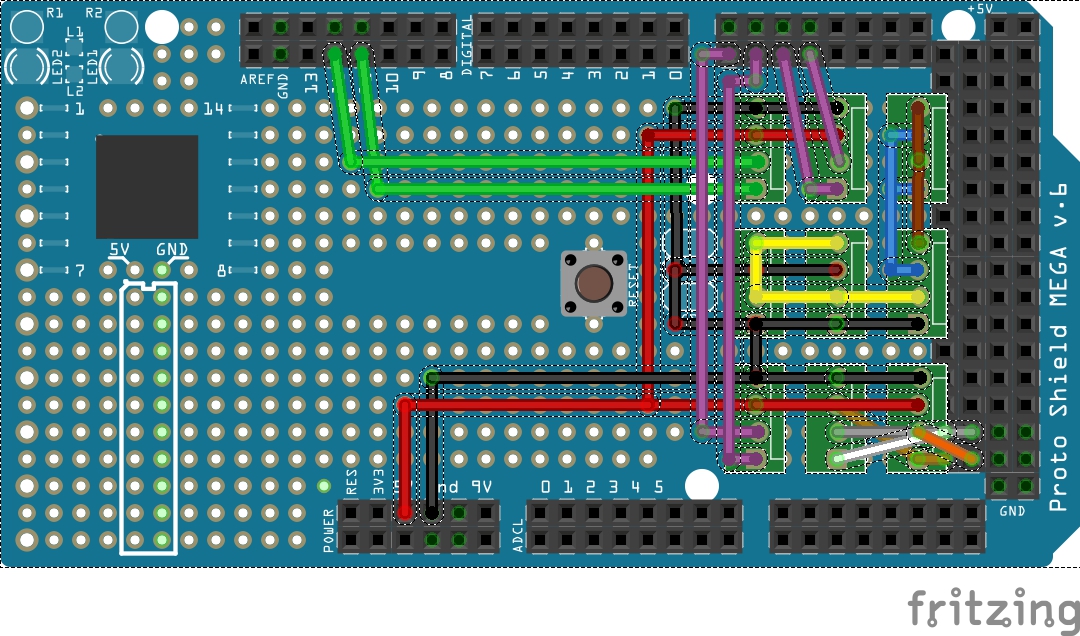 R1 R2
L1
LED2
LED1
L2
+5V
AREF
GND
13
10
9
8
DIGITAL
7
6
5
4
3
2
1
0
1 14
5V GND
7 8
RESET
RES
3V3
nd 9V
POWER
ADCL
0 1 2 3 4 5
GND
Proto Shield MEGA v.6
fritzing